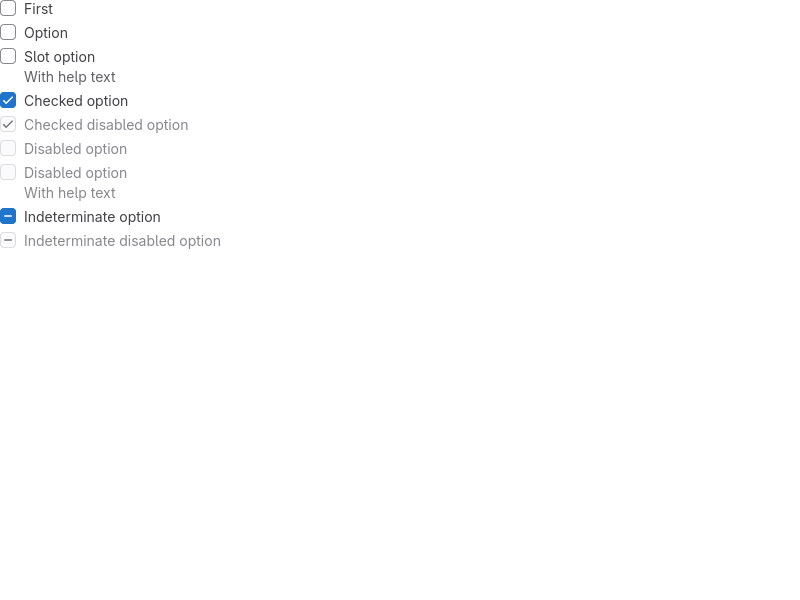 First
Option
Slot option
With help text
Checked option
Checked disabled option
Disabled option
Disabled option
With help text
Indeterminate option
Indeterminate disabled option